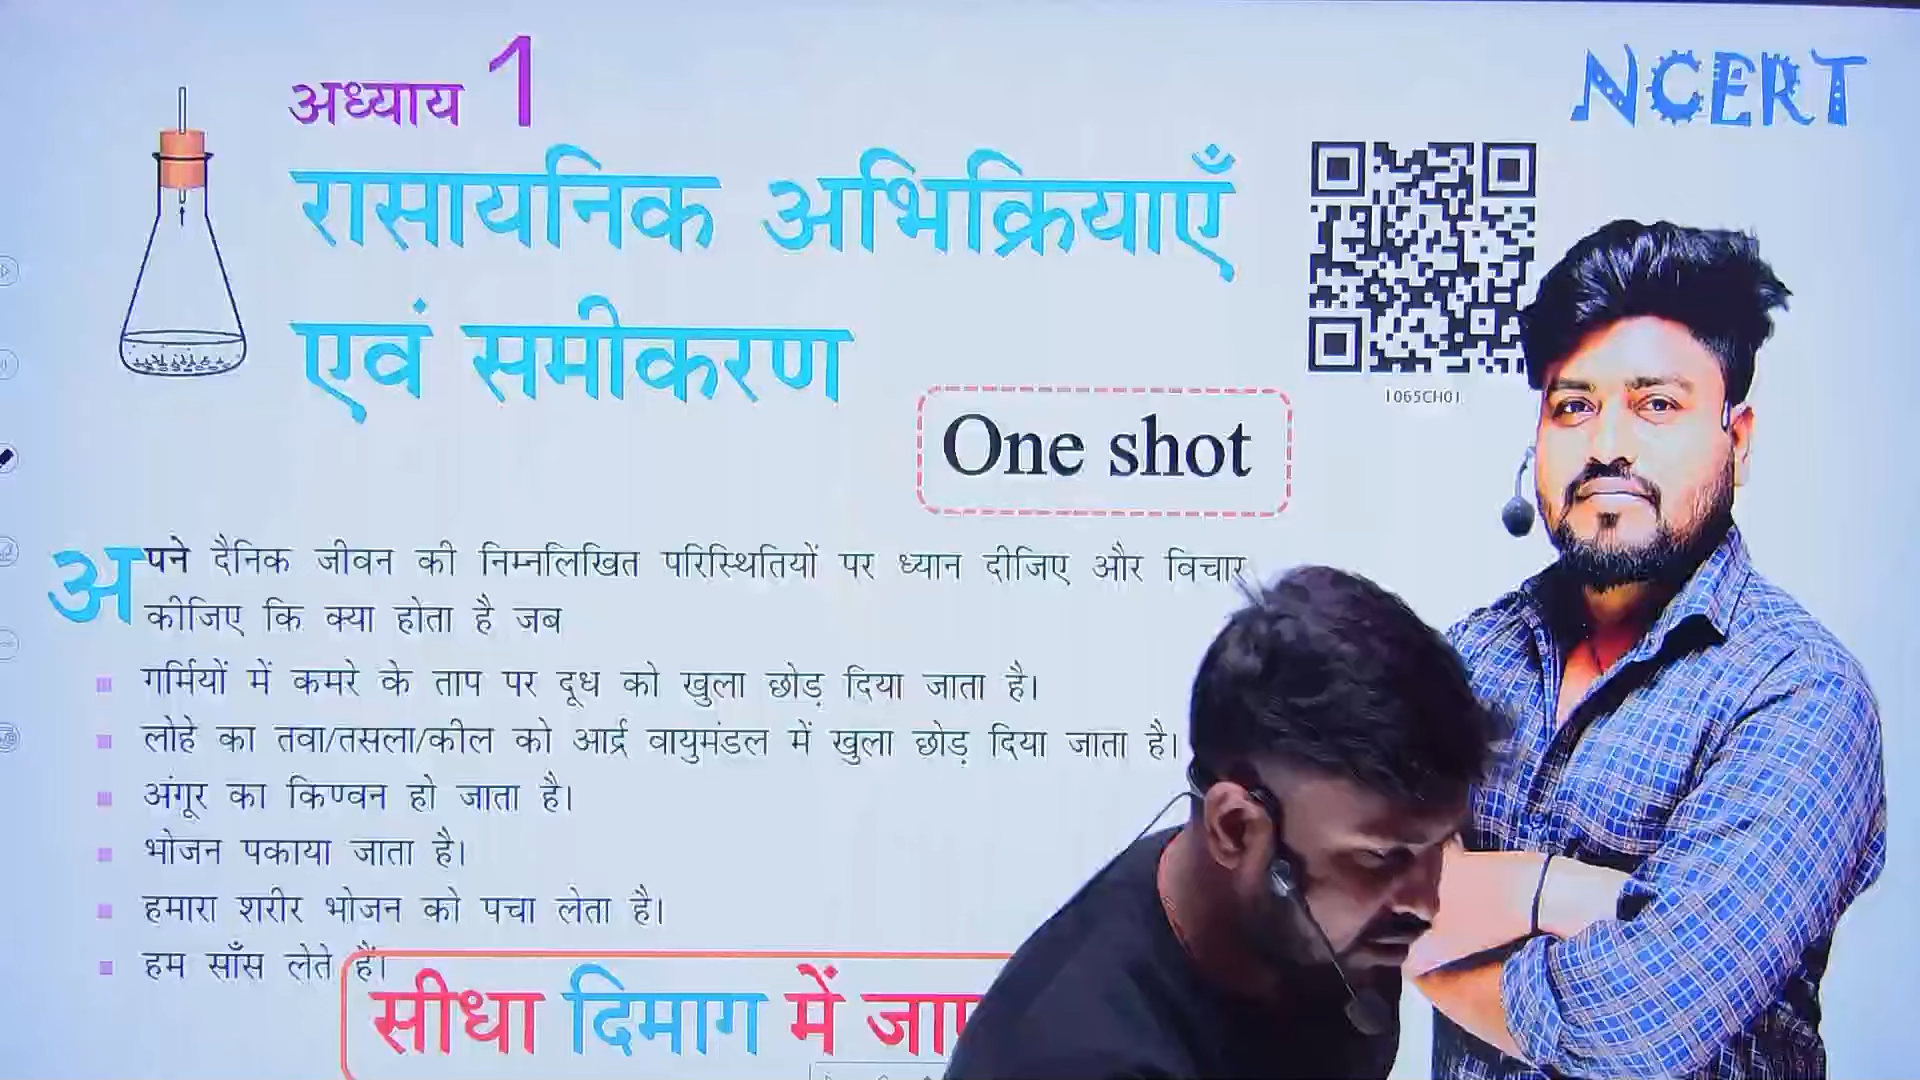 अध्याय 1
NCERT
रासायनिक अभिक्रियाएँ
एवं समीकरण
1065CH01
One shot
अपने दैनिक जीवन की निम्नलिखित परिस्थितियों पर ध्यान दीजिए और विचार
कीजिए कि क्या होता है जब
गर्मियों में कमरे के ताप पर दूध को खुला छोड़ दिया जाता है।
लोहे का तवा/तसला/कील को आर्द्र वायुमंडल में खुला छोड़ दिया जाता है।
अंगूर का किण्वन हो जाता है।
भोजन पकाया जाता है।
हमारा शरीर भोजन को पचा लेता है।
हम साँस लेते हैं।
सीधा दिमाग में